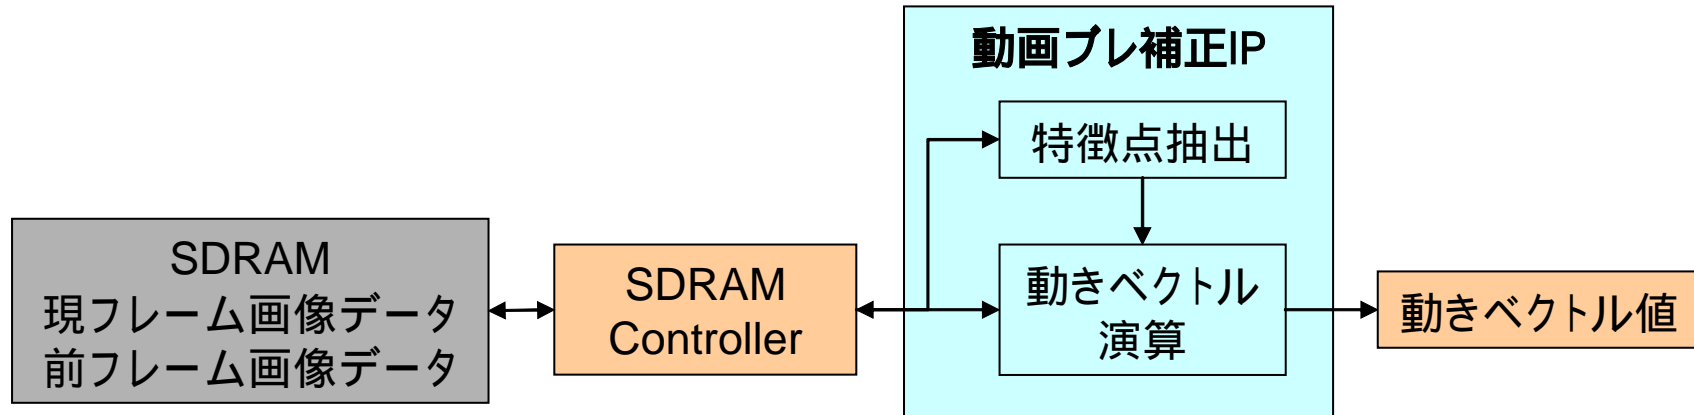 動画ブレ補正IP
特徴点抽出
SDRAM
現フレーム画像データ
前フレーム画像データ
SDRAM
Controller
動きベクトル
演算
動きベクトル値